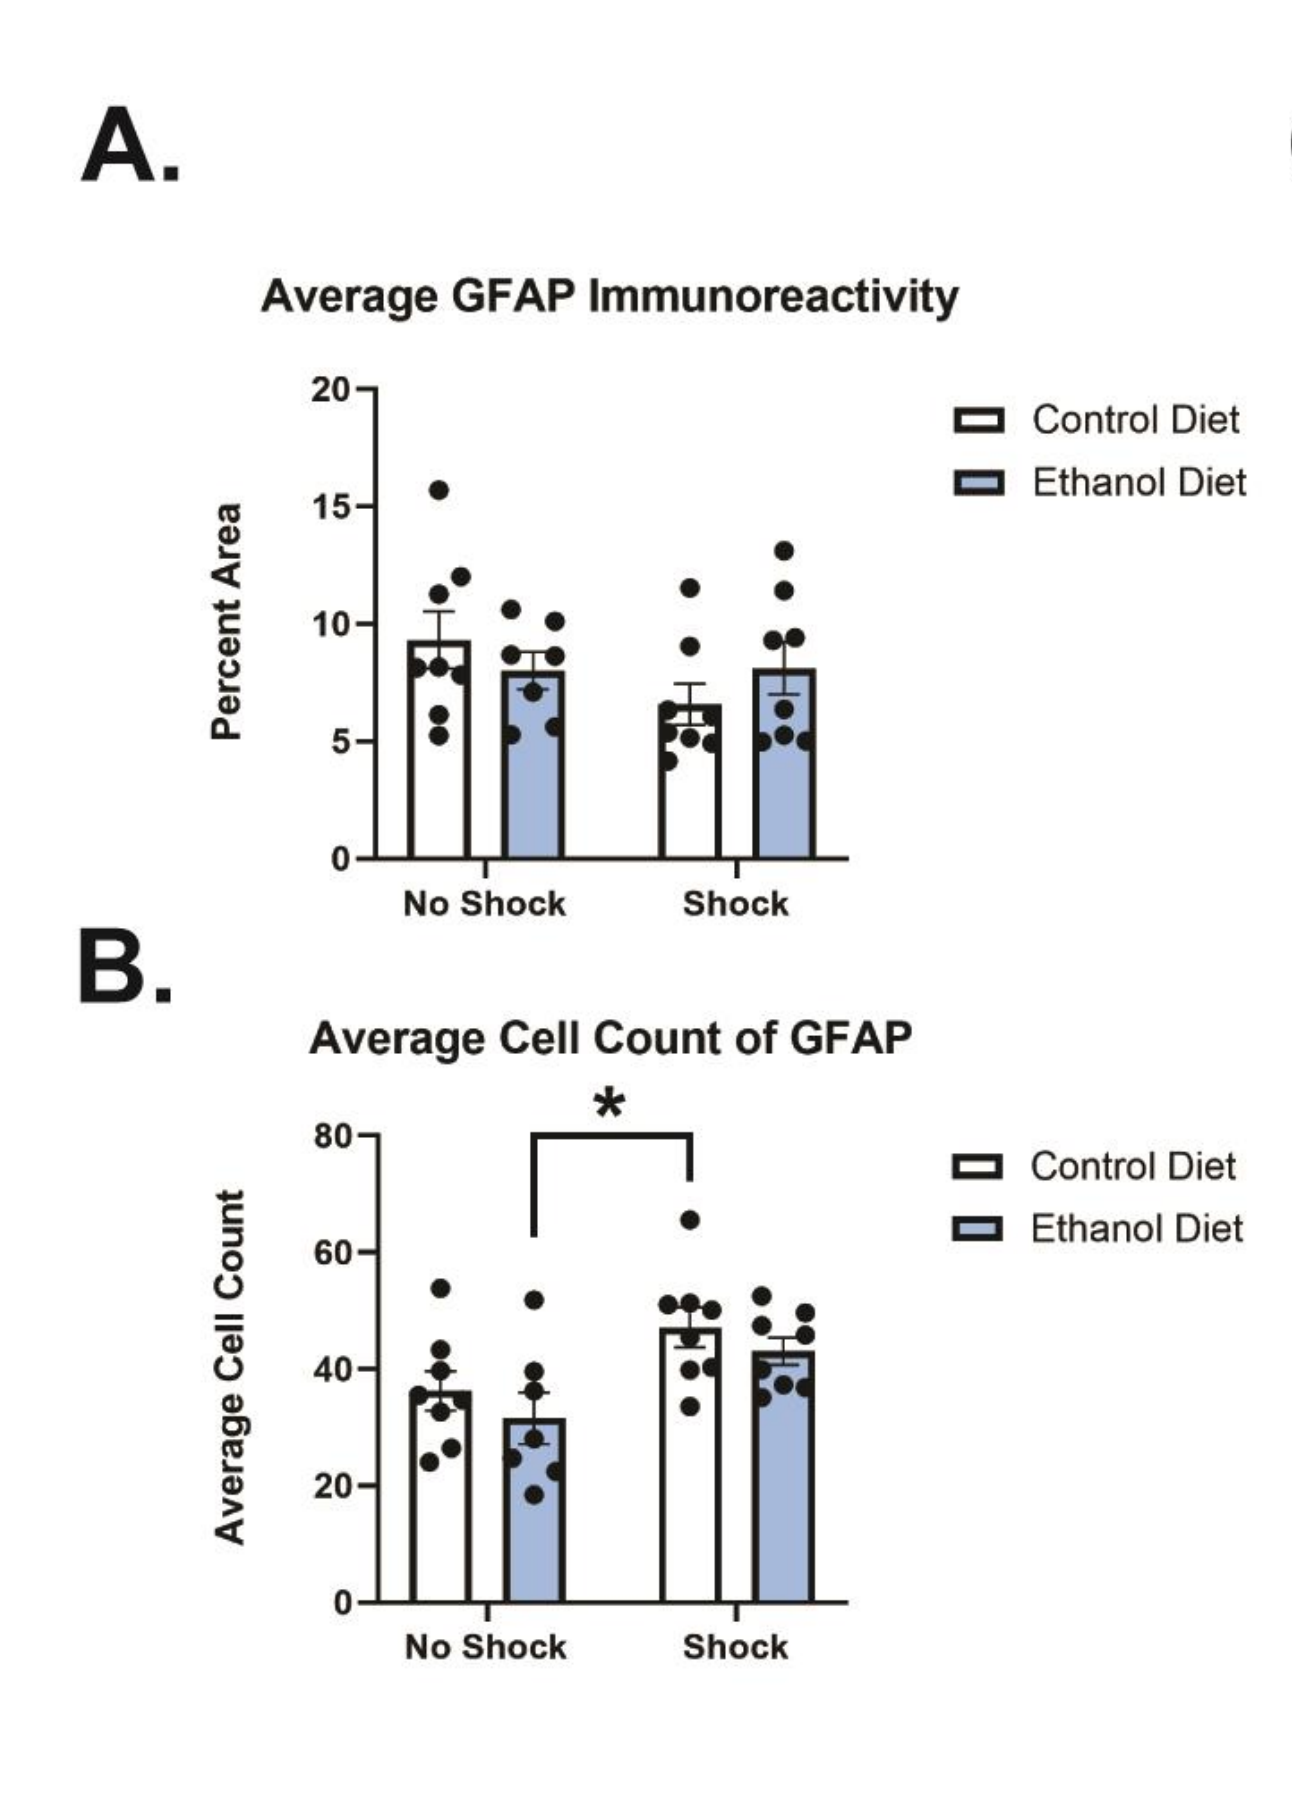 A.
Average GFAP Immunoreactivity
20
15
10
5
0
Percent Area
Control Diet
Ethanol Diet
No Shock
Shock
B.
Average Cell Count of GFAP
*
80
60
40
20
0
Average Cell Count
Control Diet
Ethanol Diet
No Shock
Shock